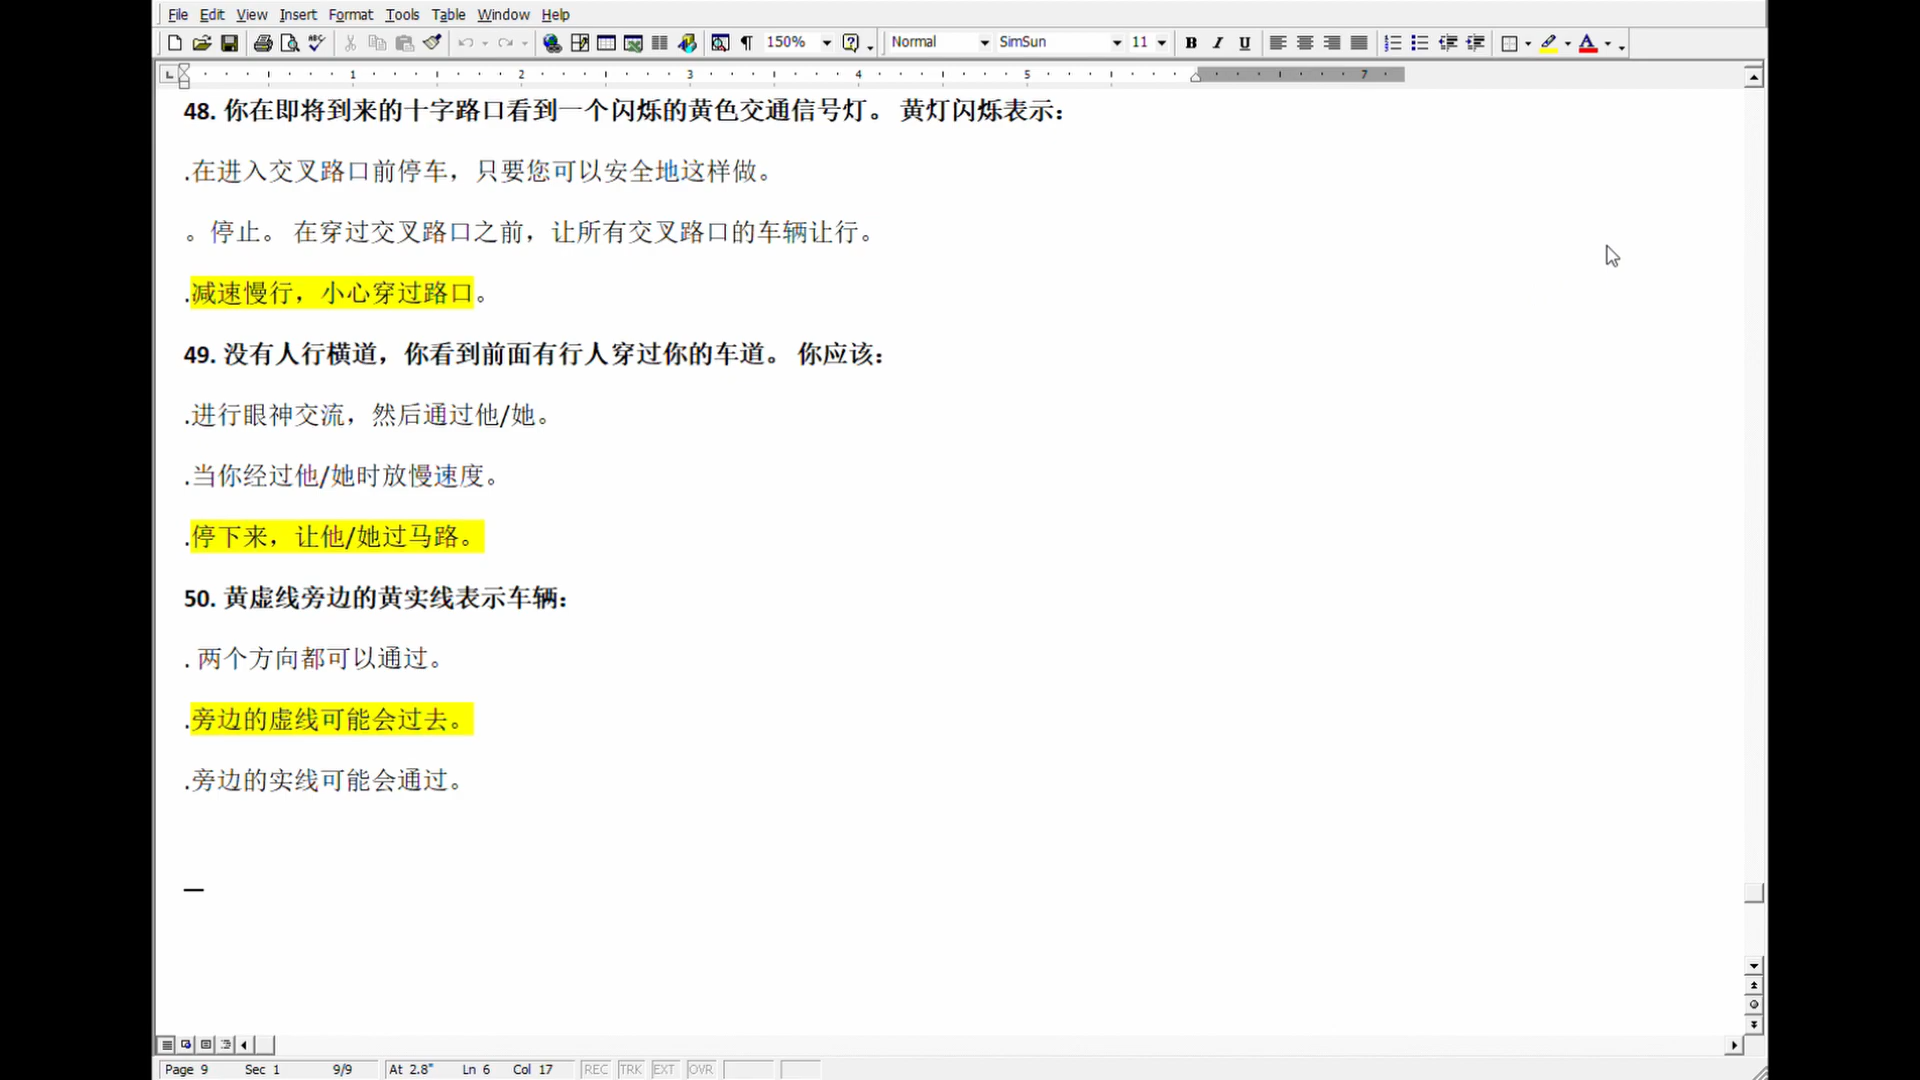 File Edit View Insert Format Tools Table Window Help
150% Normal SimSun 11 B I U A
1 2 3 4 5 7
48. 你在即将到来的十字路口看到一个闪烁的黄色交通信号灯。 黄灯闪烁表示：
.在进入交叉路口前停车，只要您可以安全地这样做。
。停止。 在穿过交叉路口之前，让所有交叉路口的车辆让行。
.减速慢行，小心穿过路口。
49. 没有人行横道，你看到前面有行人穿过你的车道。 你应该：
.进行眼神交流，然后通过他/她。
.当你经过他/她时放慢速度。
.停下来，让他/她过马路。
50. 黄虚线旁边的黄实线表示车辆：
. 两个方向都可以通过。
.旁边的虚线可能会过去。
.旁边的实线可能会通过。
Page 9 Sec 1 9/9 At 2.8" Ln 6 Col 17 REC TRK EXT OVR